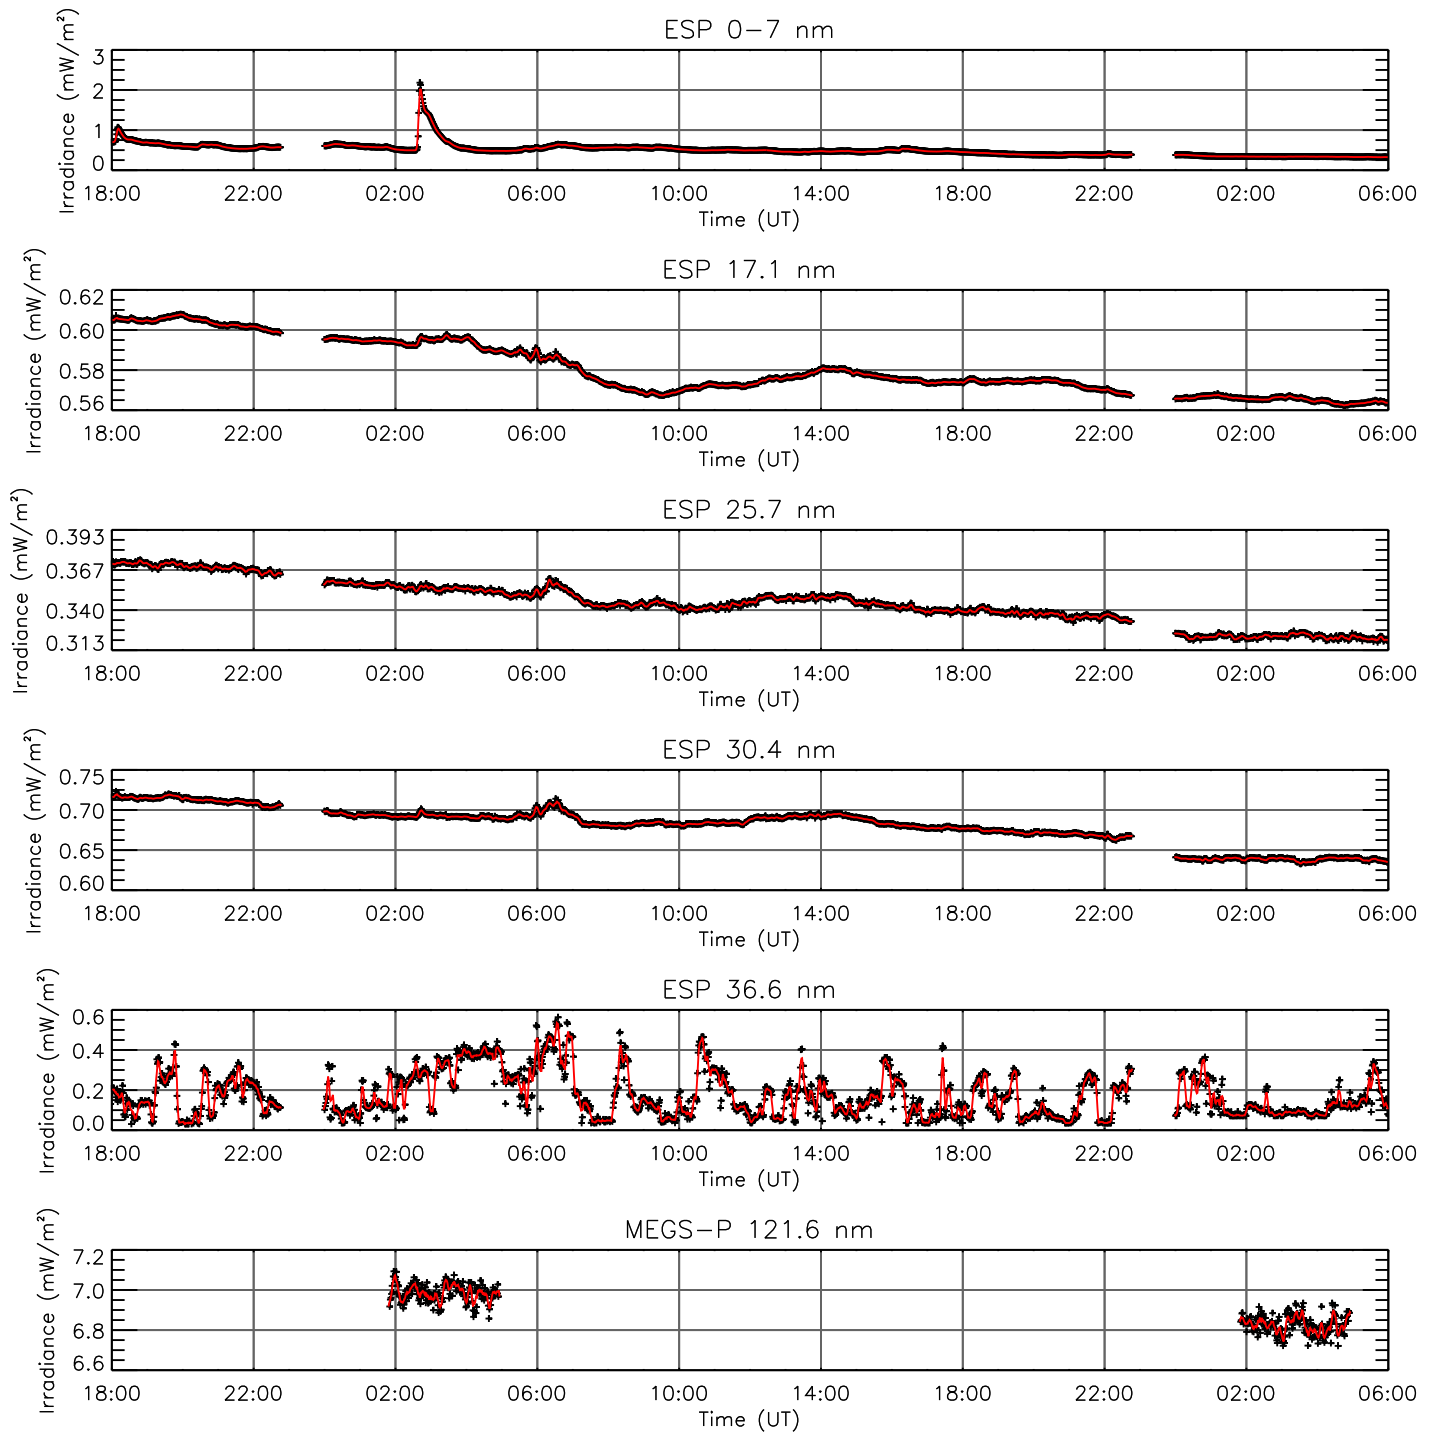 ESP 0-7 nm
Irradiance (mW/m²)
3
2
1
0
18:00 22:00 02:00 06:00 10:00 14:00 18:00 22:00 02:00 06:00
Time (UT)
ESP 17.1 nm
Irradiance (mW/m²)
0.62
0.60
0.58
0.56
18:00 22:00 02:00 06:00 10:00 14:00 18:00 22:00 02:00 06:00
Time (UT)
ESP 25.7 nm
Irradiance (mW/m²)
0.393
0.367
0.340
0.313
18:00 22:00 02:00 06:00 10:00 14:00 18:00 22:00 02:00 06:00
Time (UT)
ESP 30.4 nm
Irradiance (mW/m²)
0.75
0.70
0.65
0.60
18:00 22:00 02:00 06:00 10:00 14:00 18:00 22:00 02:00 06:00
Time (UT)
ESP 36.6 nm
Irradiance (mW/m²)
0.6
0.4
0.2
0.0
18:00 22:00 02:00 06:00 10:00 14:00 18:00 22:00 02:00 06:00
Time (UT)
MEGS-P 121.6 nm
Irradiance (mW/m²)
7.2
7.0
6.8
6.6
18:00 22:00 02:00 06:00 10:00 14:00 18:00 22:00 02:00 06:00
Time (UT)